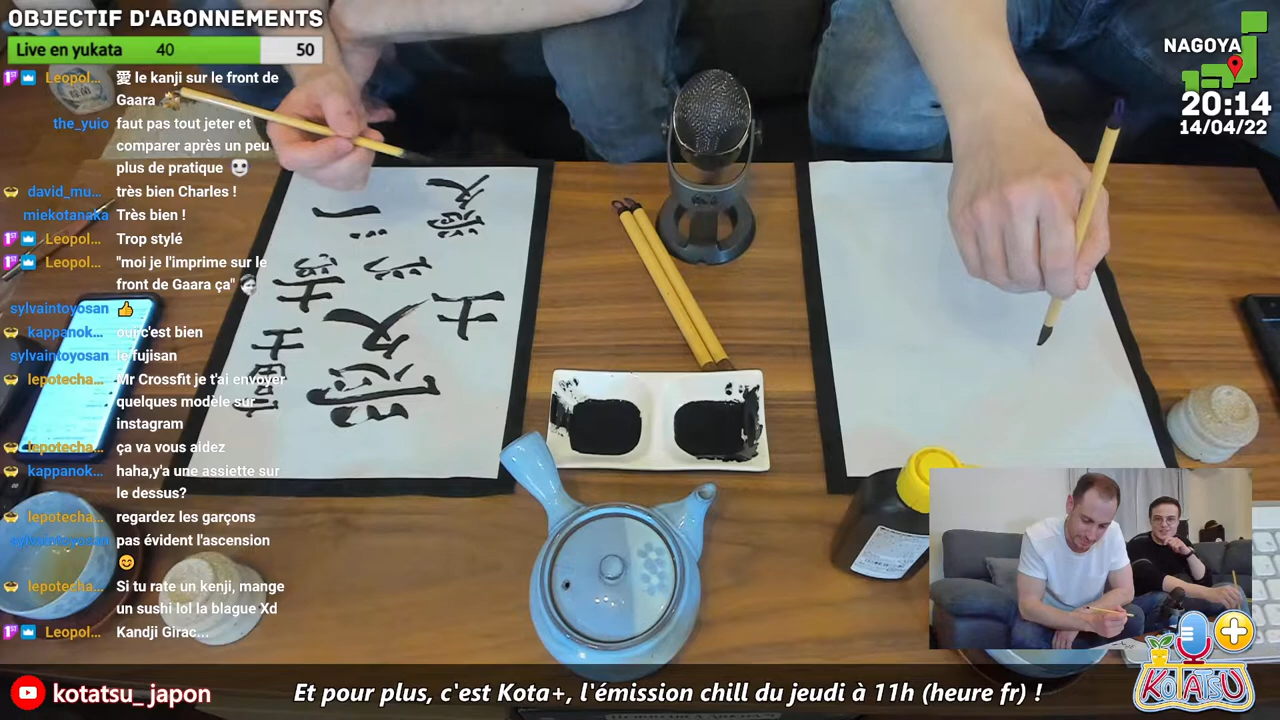 OBJECTIF D'ABONNEMENTS
Live en yukata 40 50
Leopol... 愛 le kanji sur le front de
Gaara
the_yuio faut pas tout jeter et
comparer après un peu
plus de pratique
david_mu... très bien Charles !
miekotanaka Très bien !
Leopol... Trop stylé
Leopol... "moi je l'imprime sur le
front de Gaara ça"
sylvaintoyosan
kappanok... oui c'est bien
sylvaintoyosan le fujisan
lepotecha... Mr Crossfit je t'ai envoyer
quelques modèle sur
instagram
lepotecha... ça va vous aidez
kappanok... haha,y'a une assiette sur
le dessus?
lepotecha... regardez les garçons
sylvaintoyosan pas évident l'ascension
lepotecha... Si tu rate un kenji, mange
un sushi lol la blague Xd
Leopol... Kandji Girac...
NAGOYA
20:14
14/04/22
KOTATSU
kotatsu_japon
Et pour plus, c'est Kota+, l'émission chill du jeudi à 11h (heure fr) !